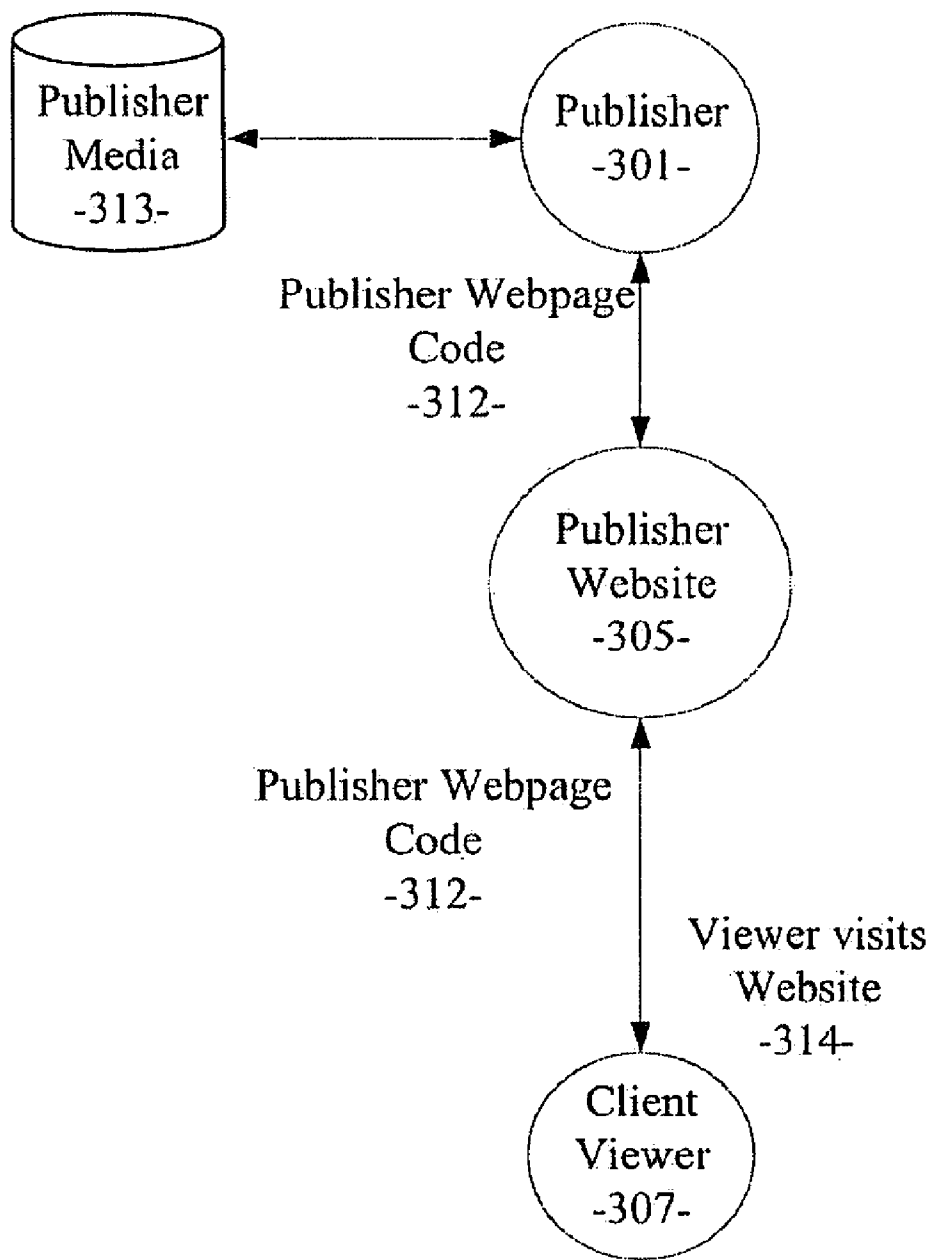 Publisher
Media
-313-
Publisher
-301-
Publisher Webpage
Code
-312-
Publisher
Website
-305-
Publisher Webpage
Code
-312-
Viewer visits
Website
-314-
Client
Viewer
-307-